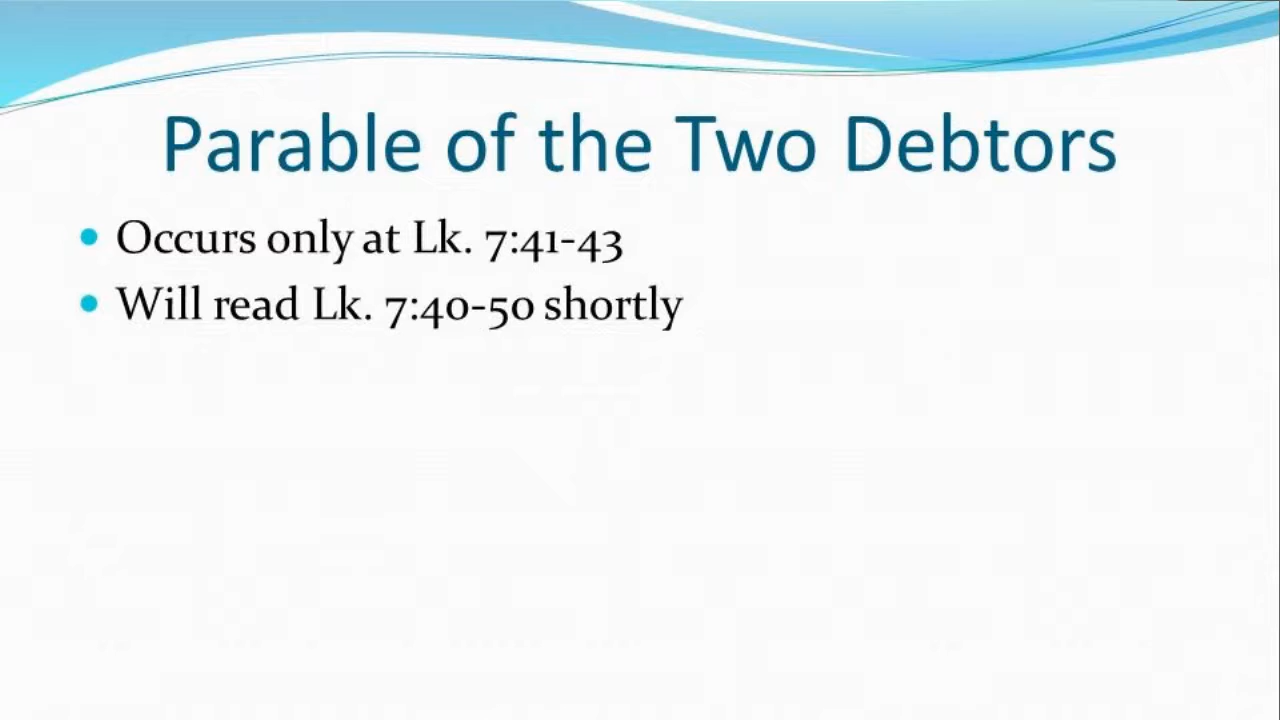 Parable of the Two Debtors
• Occurs only at Lk. 7:41-43
• Will read Lk. 7:40-50 shortly